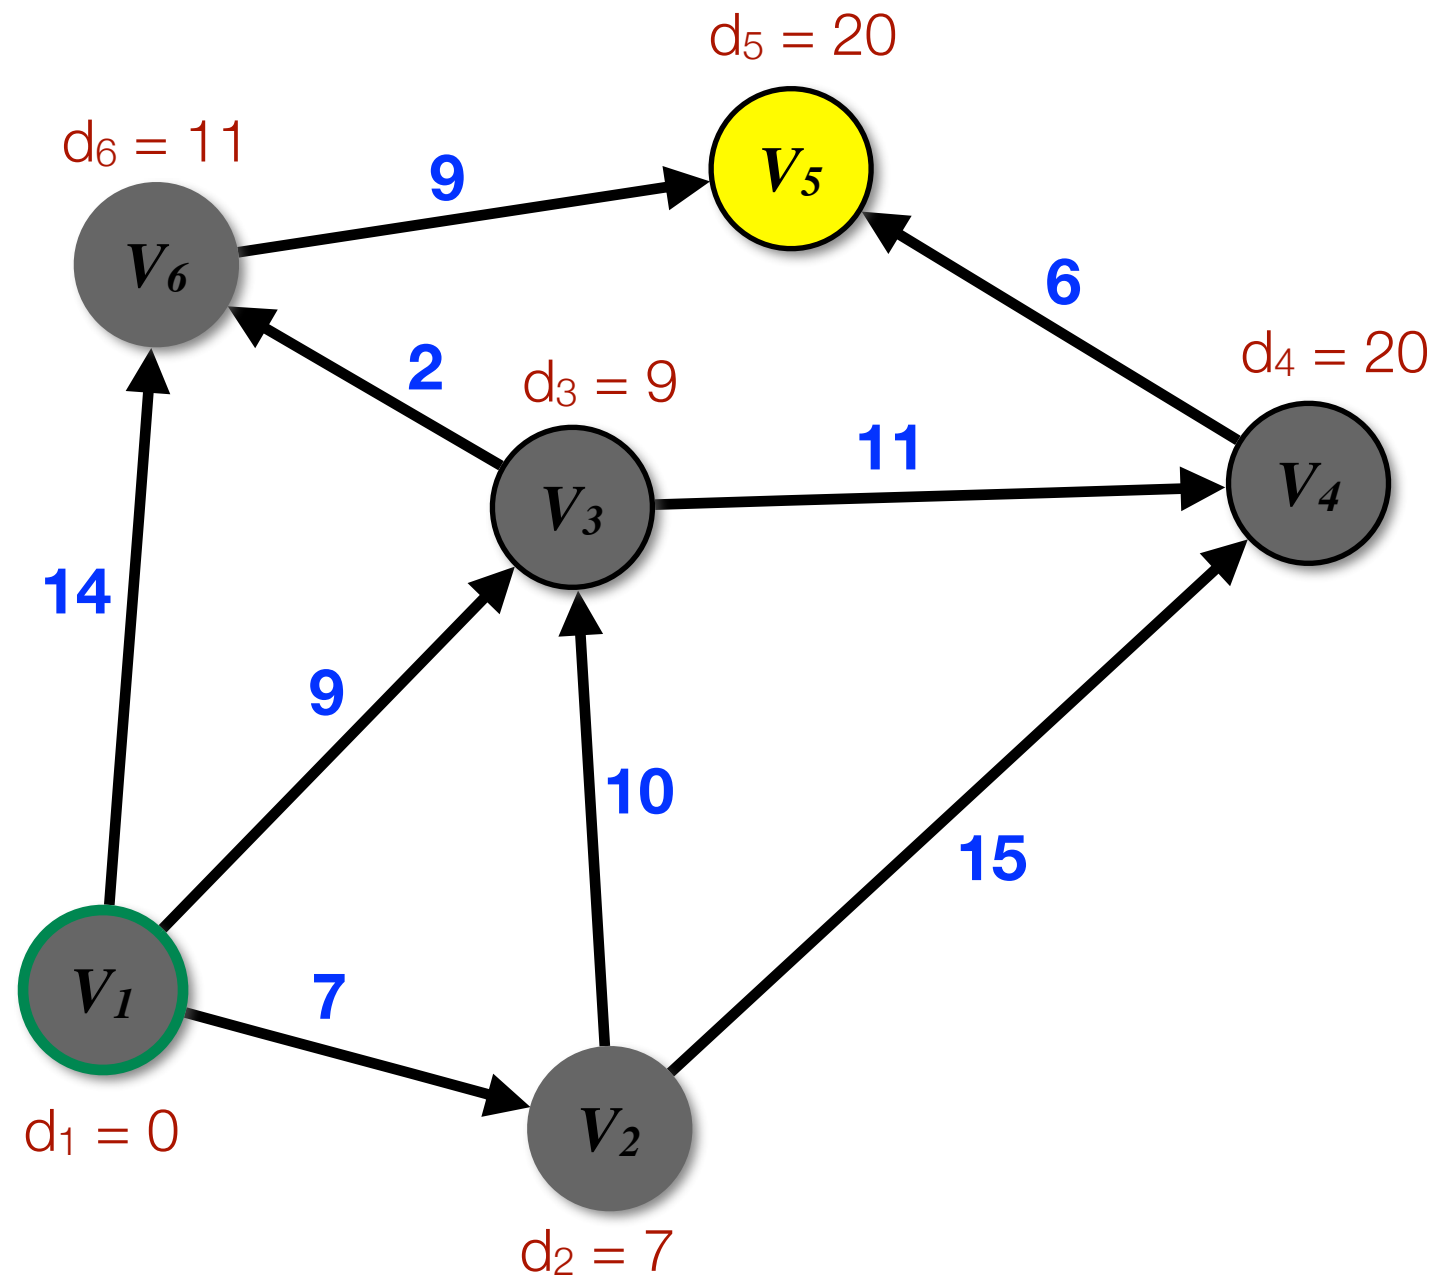 d5 = 20
d6 = 11
9
V5
V6
6
d4 = 20
2
d3 = 9
11
V4
V3
14
9
10
15
V1
7
d1 = 0
V2
d2 = 7